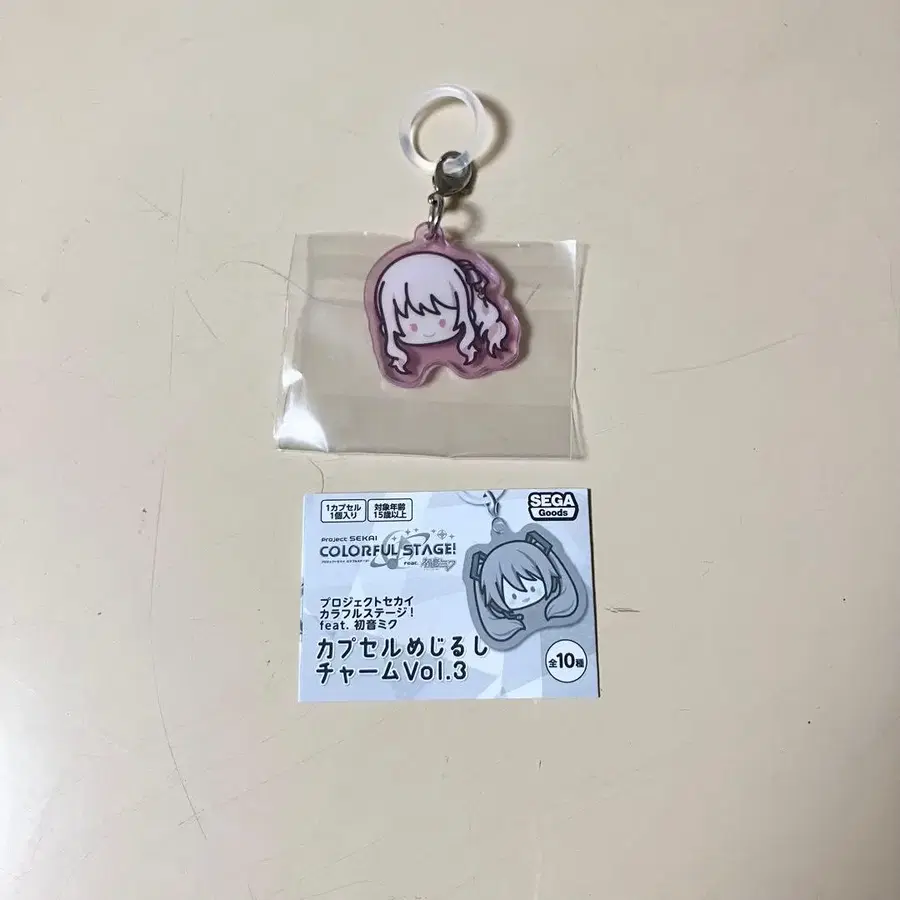 1カプセル
1個入り
対象年齢
15歳以上
SEGA
Goods
Project SEKAI
COLORFUL STAGE!
feat. 初音ミク
プロジェクトセカイ
カラフルステージ!
feat. 初音ミク
カプセルめじるし
チャームVol.3
全10種